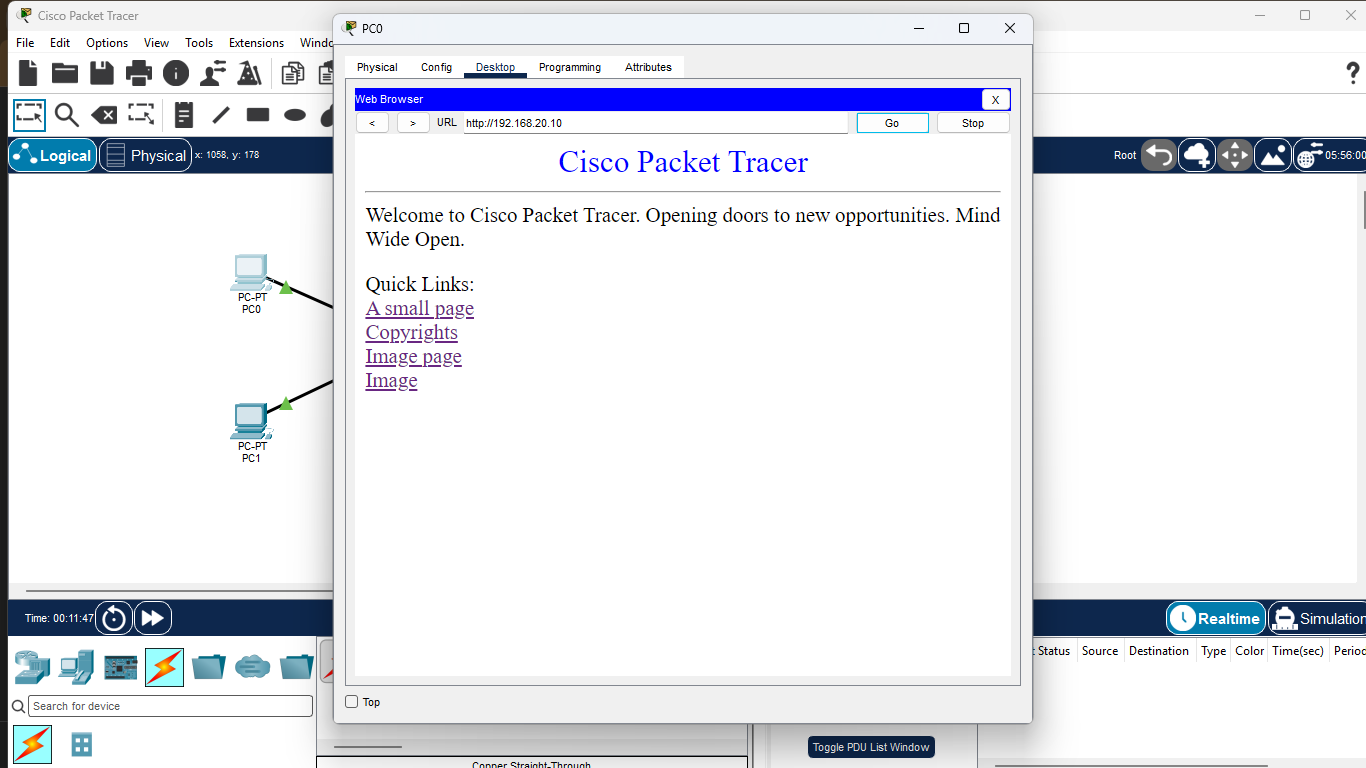 Cisco Packet Tracer
File Edit Options View Tools Extensions
PC0
Physical Config Desktop Programming Attributes
Web Browser
X
< > URL http://192.168.20.10 Go Stop
Logical Physical x: 1058, y: 178
Root 05:56:00
Cisco Packet Tracer
Welcome to Cisco Packet Tracer. Opening doors to new opportunities. Mind
Wide Open.
Quick Links:
A small page
Copyrights
Image page
Image
PC-PT
PC0
PC-PT
PC1
Time: 00:11:47
Realtime Simulation
Status Source Destination Type Color Time(sec)
Search for device
Top
Toggle PDU List Window
Copper Straight-Through